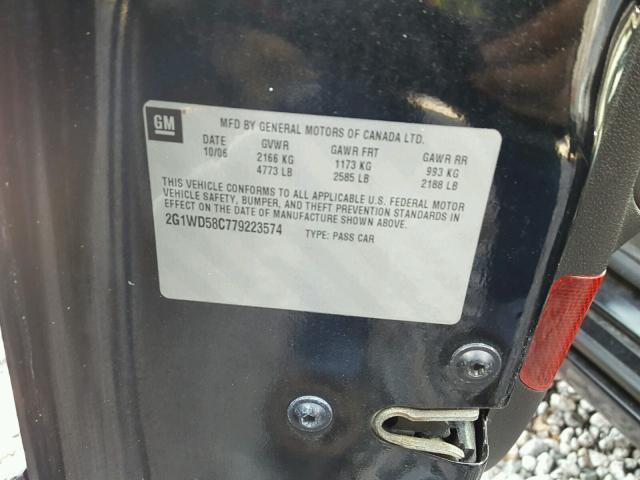 GM
MFD BY GENERAL MOTORS OF CANADA LTD.
DATE GVWR GAWR FRT GAWR RR
10/06 2166 KG 1173 KG 993 KG
4773 LB 2585 LB 2188 LB
THIS VEHICLE CONFORMS TO ALL APPLICABLE U.S. FEDERAL MOTOR
VEHICLE SAFETY, BUMPER, AND THEFT PREVENTION STANDARDS IN
EFFECT ON THE DATE OF MANUFACTURE SHOWN ABOVE.
2G1WD58C779223574 TYPE: PASS CAR